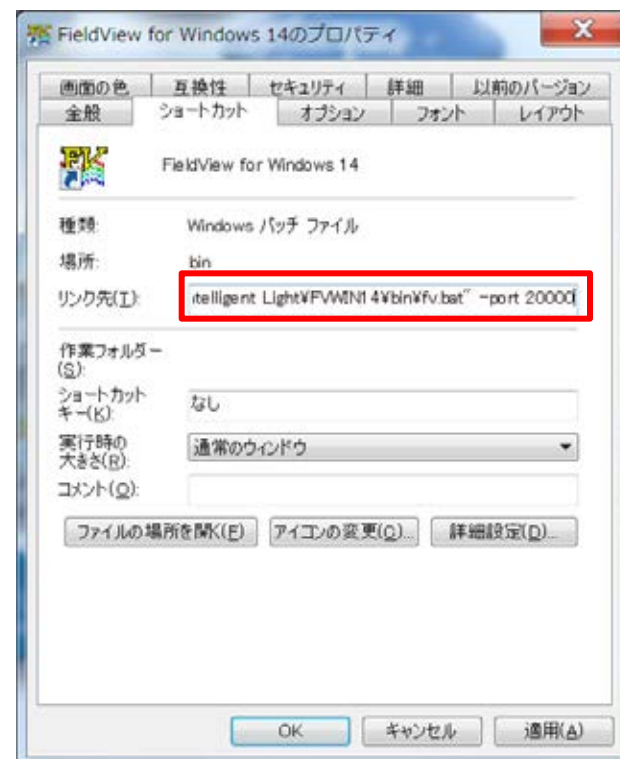 FieldView for Windows 14のプロパティ
画面の色 互換性 セキュリティ 詳細 以前のバージョン
全般 ショートカット オプション フォント レイアウト
FieldView for Windows 14
種類: Windows バッチ ファイル
場所: bin
リンク先(T): itelligent Light¥FVWIN14¥bin¥fv.bat" -port 20000
作業フォルダー
(S):
ショートカット
キー(K): なし
実行時の
大きさ(R): 通常のウィンドウ
コメント(O):
ファイルの場所を開く(F) アイコンの変更(C)... 詳細設定(D)...
OK キャンセル 適用(A)